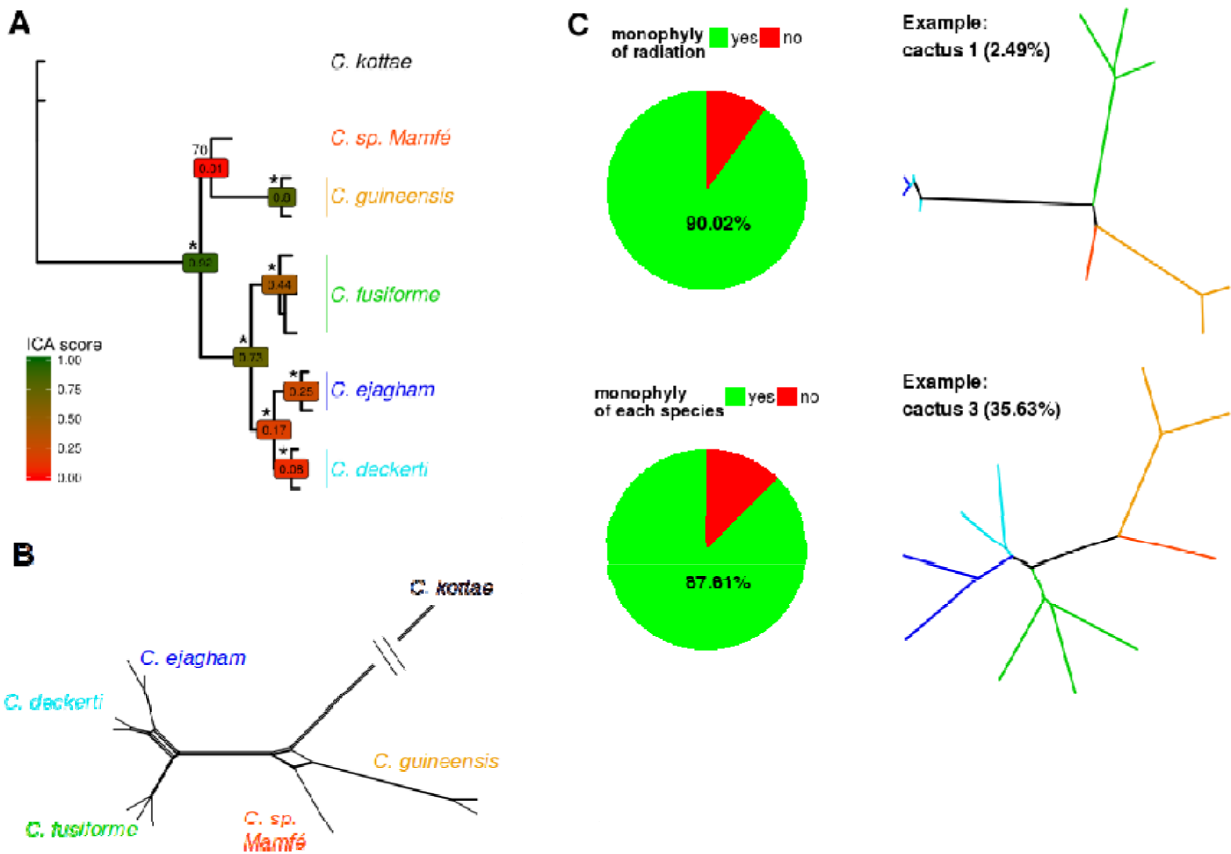 A
C. kottae
C. sp. Mamfé
70
0.01
*
0.8
C. guineensis
*
0.92
*
0.44
C. fusiforme
*
0.73
ICA score
1.00
0.75
0.50
0.25
0.00
*
0.25
C. ejagham
*
0.17
*
0.08
C. deckerti
B
C. kottae
C. ejagham
C. deckerti
C. guineensis
C. fusiforme
C. sp.
Mamfé
C
monophyly
of radiation
yes no
90.02%
Example:
cactus 1 (2.49%)
monophyly
of each species
yes no
87.61%
Example:
cactus 3 (35.63%)